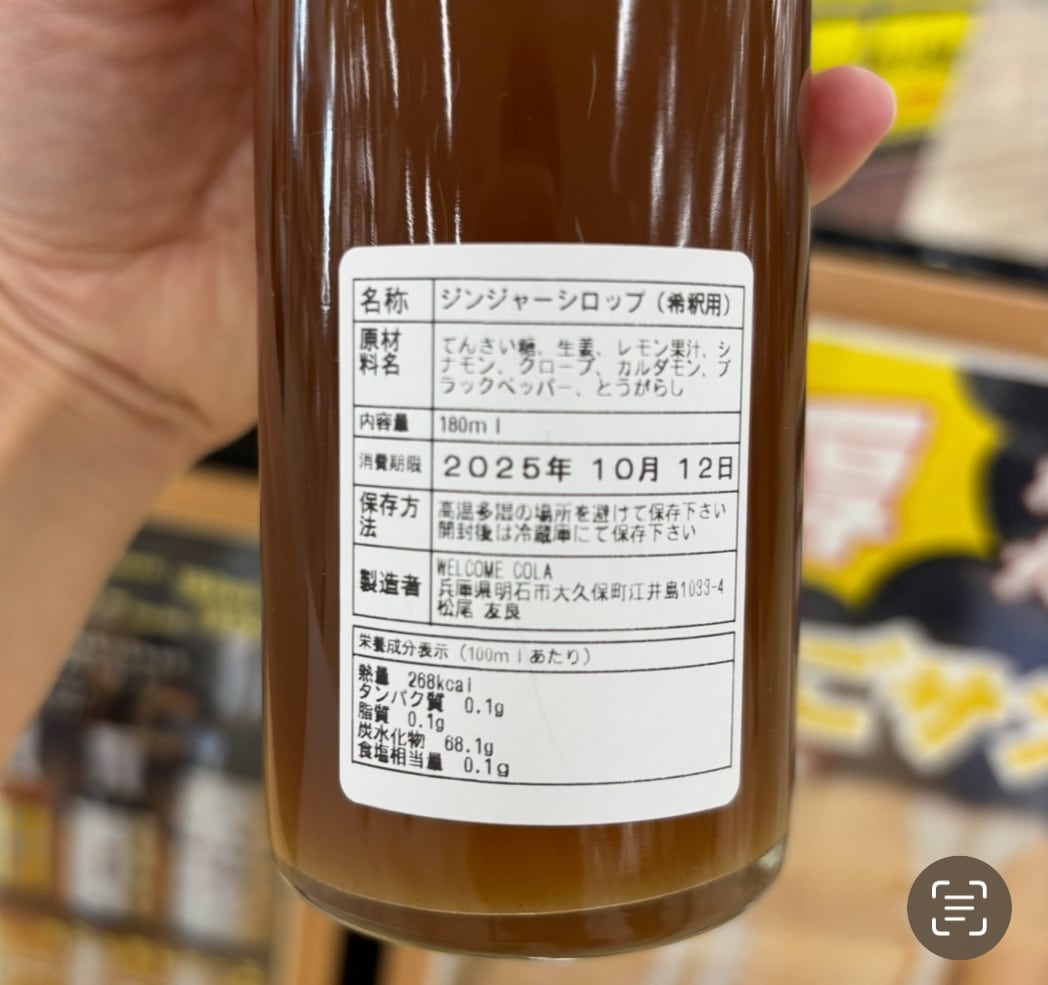 名称 ジンジャーシロップ（希釈用）
原材料名 てんさい糖、生姜、レモン果汁、シ
ナモン、クローブ、カルダモン、ブ
ラックペッパー、とうがらし
内容量 180ml
消費期限 2025年 10月 12日
保存方法 高温多湿の場所を避けて保存下さい
開封後は冷蔵庫にて保存下さい
製造者 WELCOME COLA
兵庫県明石市大久保町江井島1033-4
松尾 友良
栄養成分表示（100mlあたり）
熱量 268kcal
タンパク質 0.1g
脂質 0.1g
炭水化物 68.1g
食塩相当量 0.1g